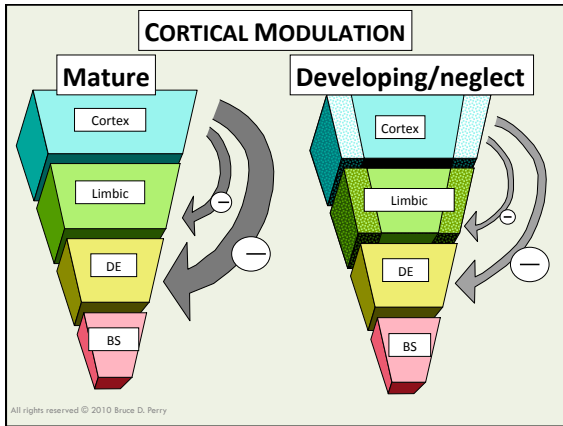 CORTICAL MODULATION
Mature
Developing/neglect
Cortex
Limbic
DE
BS
—
—
Cortex
Limbic
DE
BS
—
—
All rights reserved © 2010 Bruce D. Perry